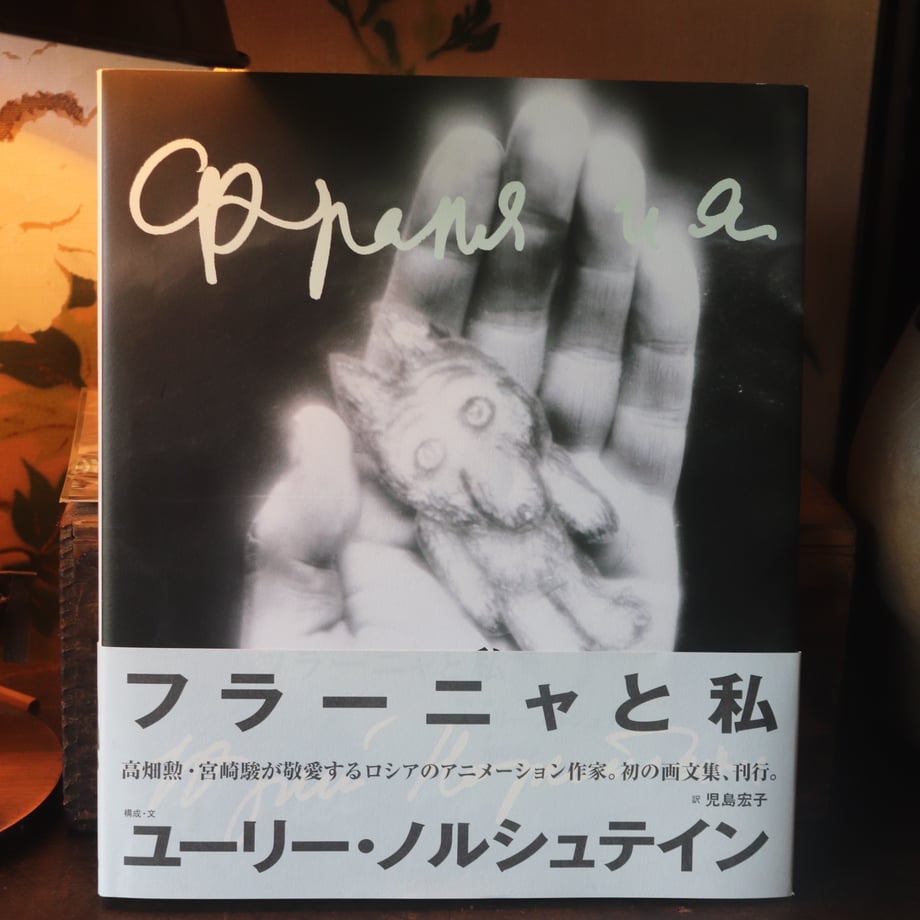 Франя и я
フラーニャと私
高畑勲・宮崎駿が敬愛するロシアのアニメーション作家。初の画文集、刊行。
訳 児島宏子
構成・文
ユーリー・ノルシュテイン